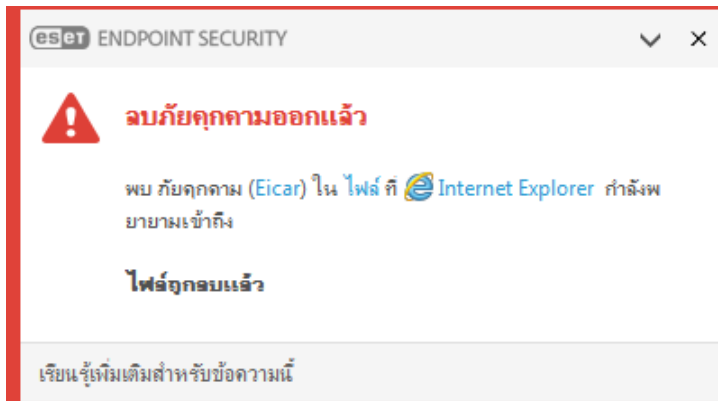 eset ENDPOINT SECURITY
ลบภัยคุกคามออกแล้ว
พบ ภัยคุกคาม (Eicar) ใน ไฟล์ ที่ Internet Explorer กำลังพ
ยายามเข้าถึง
ไฟล์ถูกลบแล้ว
เรียนรู้เพิ่มเติมสำหรับข้อความนี้